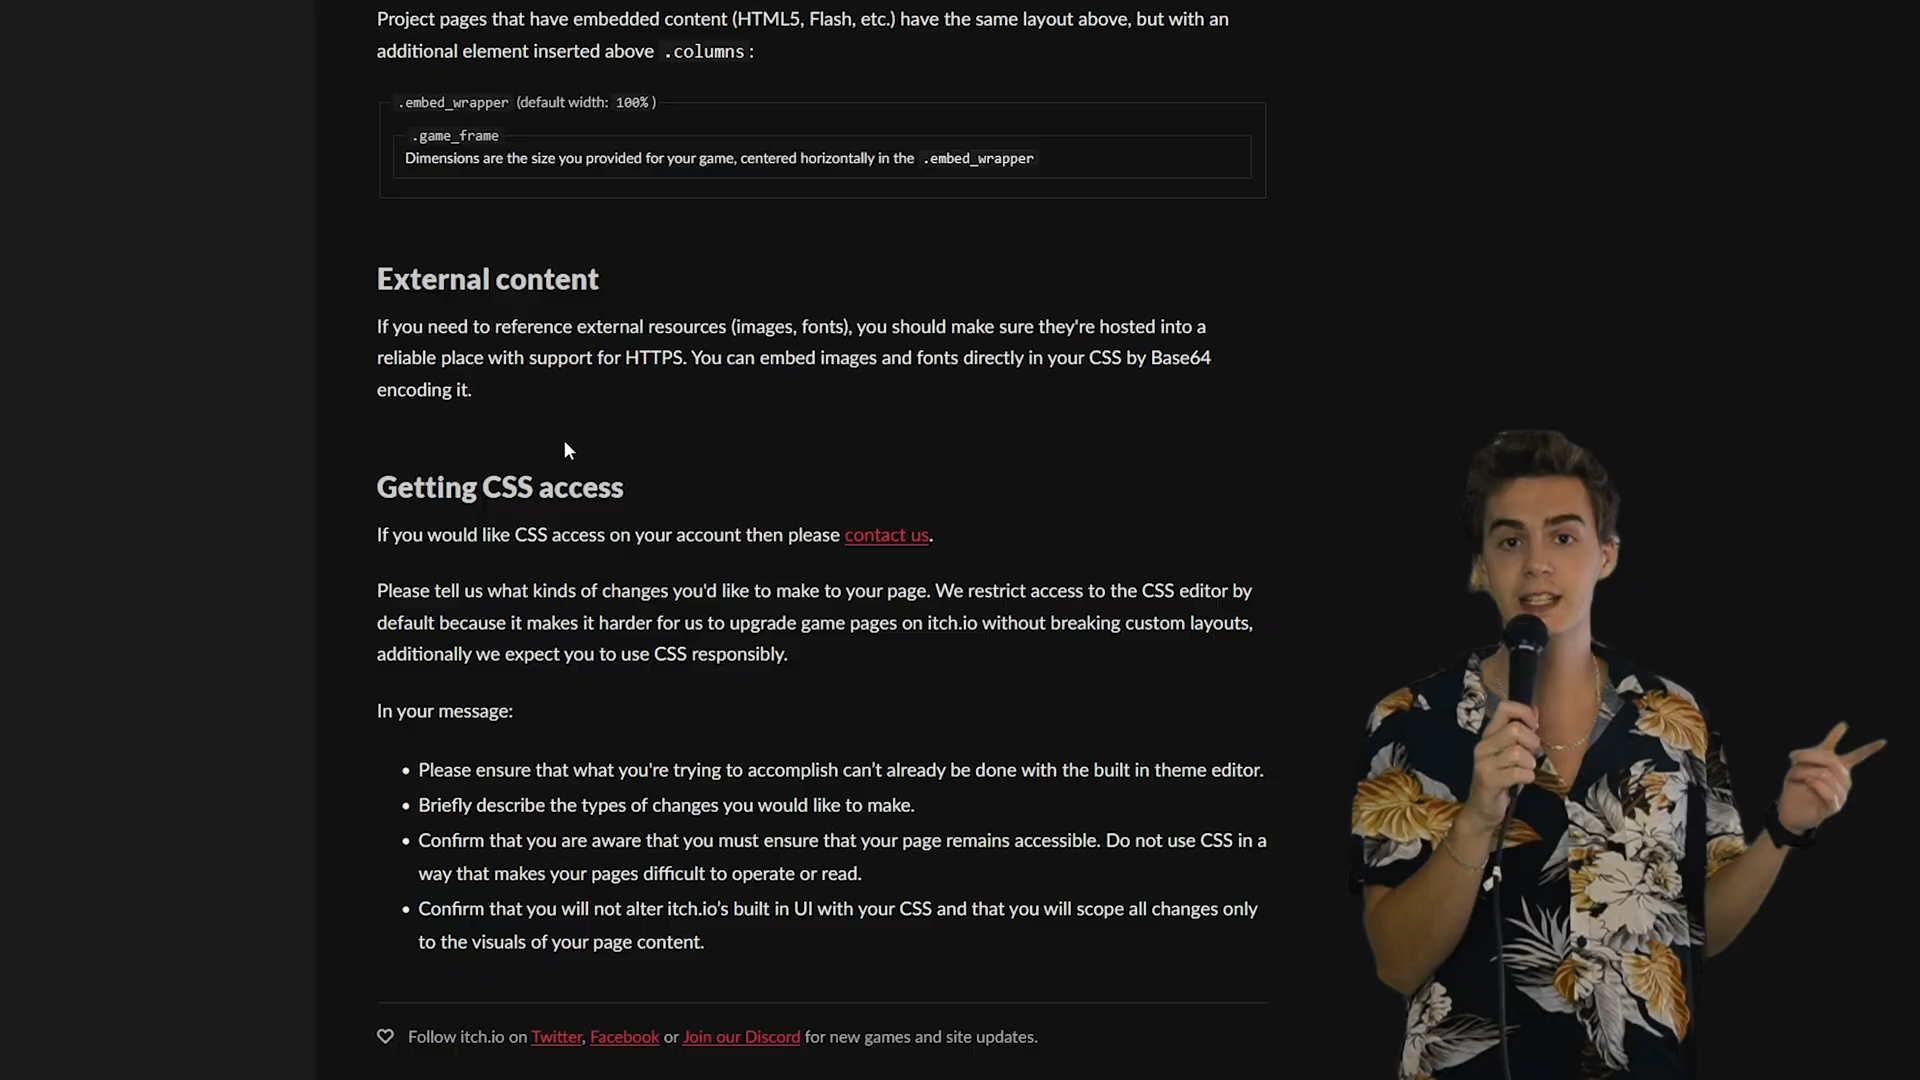 Project pages that have embedded content (HTML5, Flash, etc.) have the same layout above, but with an
additional element inserted above .columns:
.embed_wrapper (default width: 100%)
.game_frame
Dimensions are the size you provided for your game, centered horizontally in the .embed_wrapper
External content
If you need to reference external resources (images, fonts), you should make sure they're hosted into a
reliable place with support for HTTPS. You can embed images and fonts directly in your CSS by Base64
encoding it.
Getting CSS access
If you would like CSS access on your account then please contact us.
Please tell us what kinds of changes you'd like to make to your page. We restrict access to the CSS editor by
default because it makes it harder for us to upgrade game pages on itch.io without breaking custom layouts,
additionally we expect you to use CSS responsibly.
In your message:
• Please ensure that what you're trying to accomplish can’t already be done with the built in theme editor.
• Briefly describe the types of changes you would like to make.
• Confirm that you are aware that you must ensure that your page remains accessible. Do not use CSS in a
way that makes your pages difficult to operate or read.
• Confirm that you will not alter itch.io’s built in UI with your CSS and that you will scope all changes only
to the visuals of your page content.
Follow itch.io on Twitter, Facebook or Join our Discord for new games and site updates.